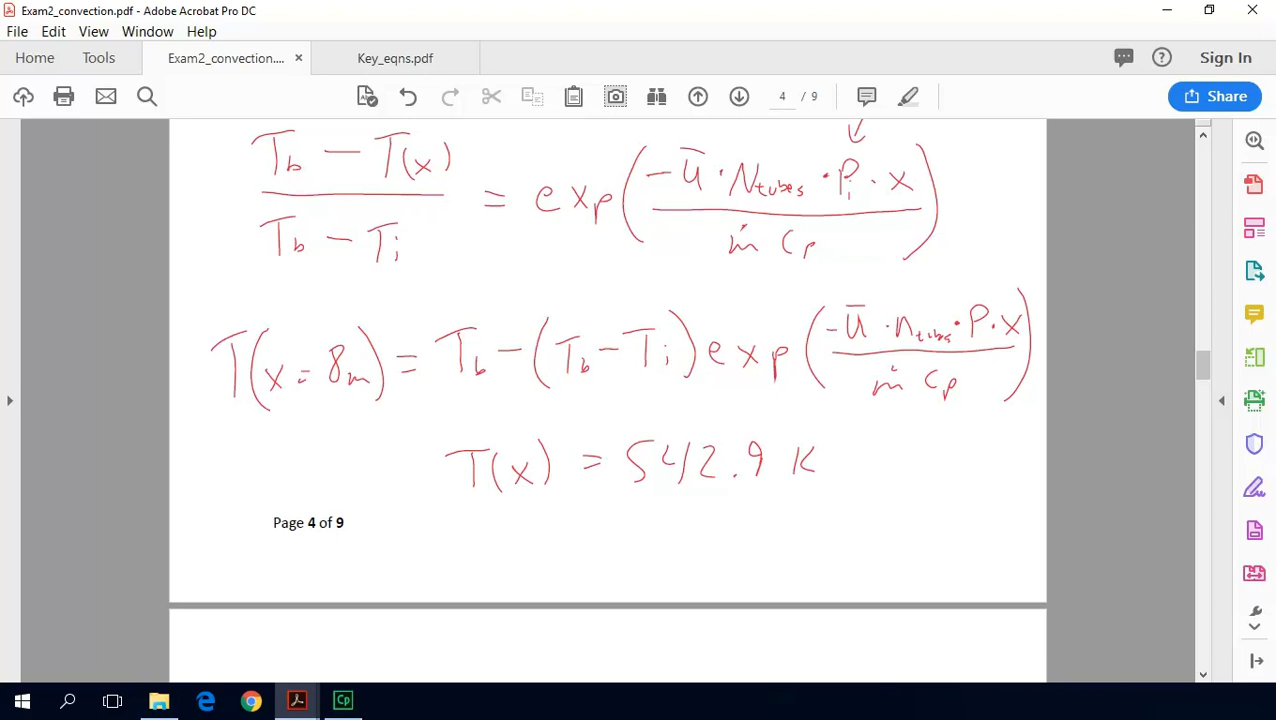 Exam2_convection.pdf - Adobe Acrobat Pro DC
File Edit View Window Help
Home Tools Exam2_convection.... × Key_eqns.pdf Sign In
4 / 9 Share
T_b - T(x) / T_b - T_i = exp(-Ū · N_tubes · P_i · x / ṁ C_p)
T(x = 8m) = T_b - (T_b - T_i) exp(-Ū · n_tubes · P · x / ṁ C_p)
T(x) = 542.9 K
Page 4 of 9
Cp